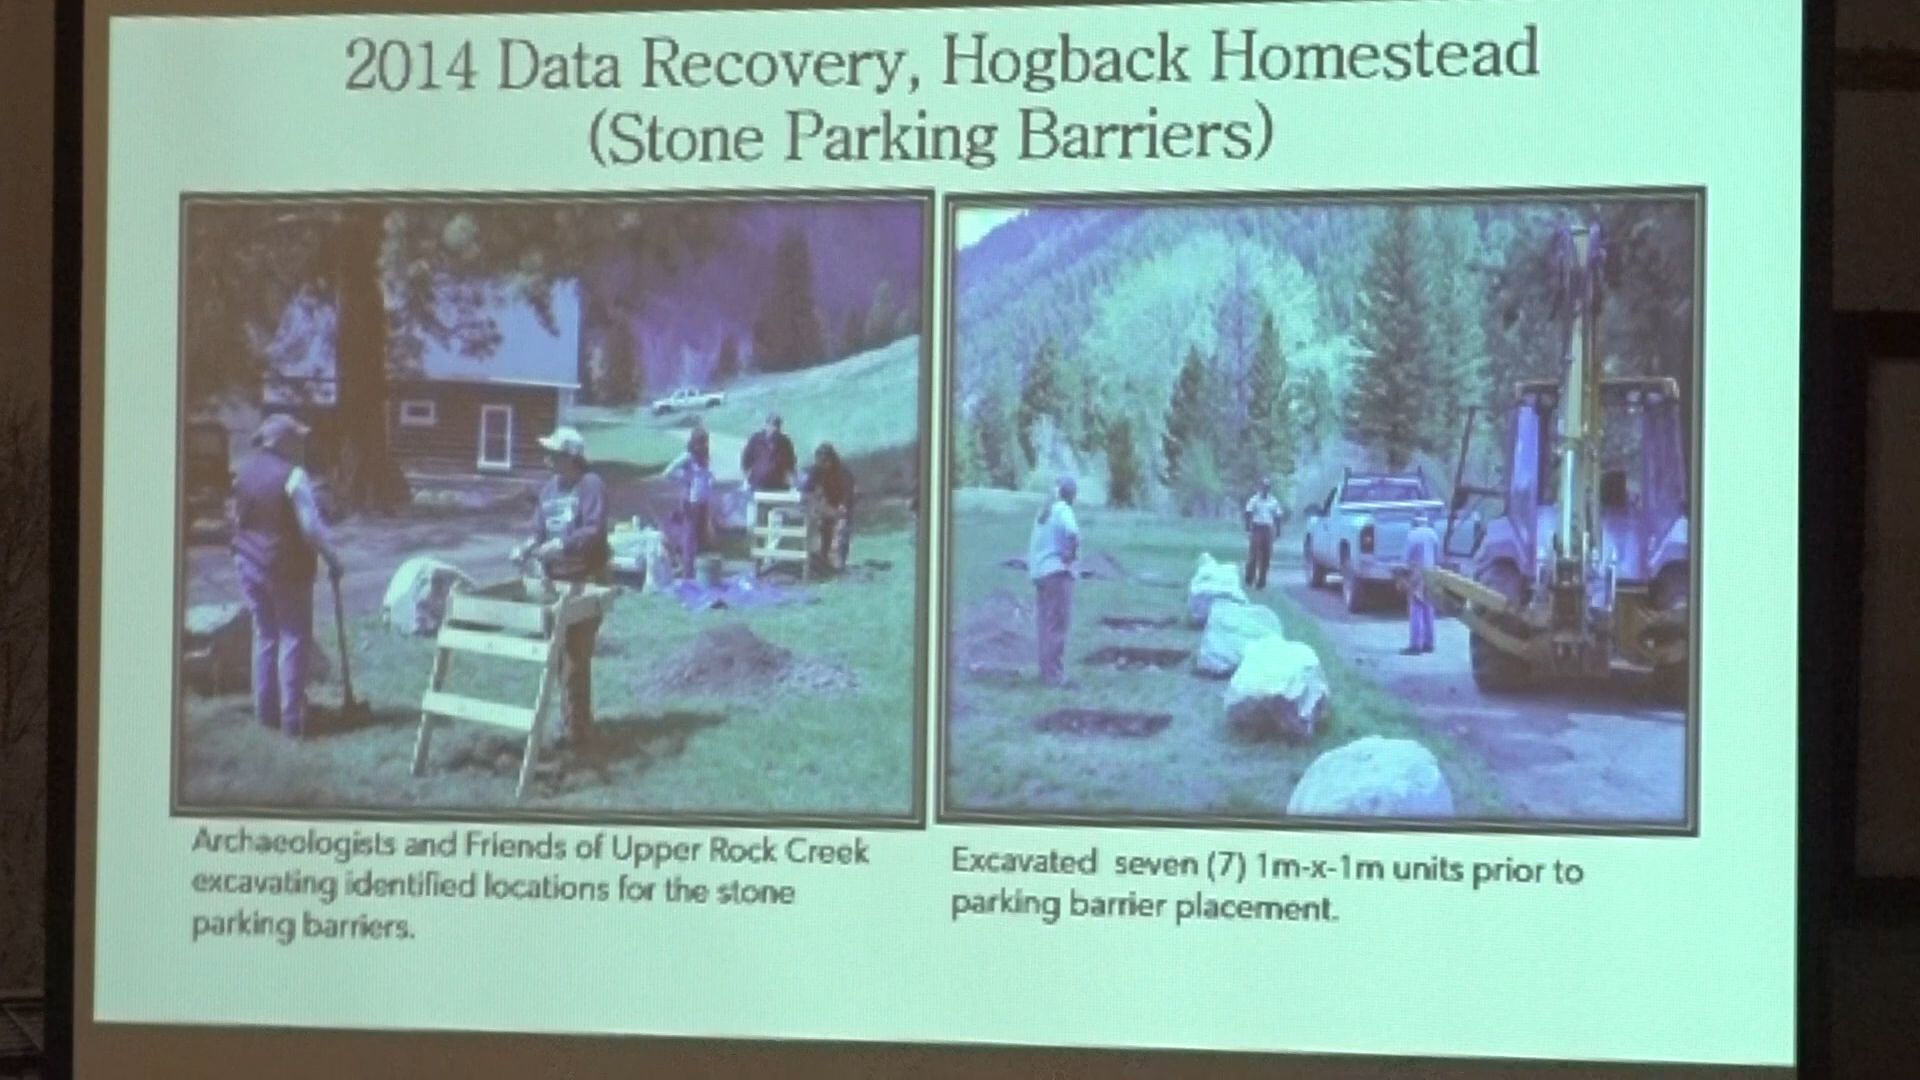 2014 Data Recovery, Hogback Homestead
(Stone Parking Barriers)
Archaeologists and Friends of Upper Rock Creek
excavating identified locations for the stone
parking barriers.
Excavated seven (7) 1m-x-1m units prior to
parking barrier placement.